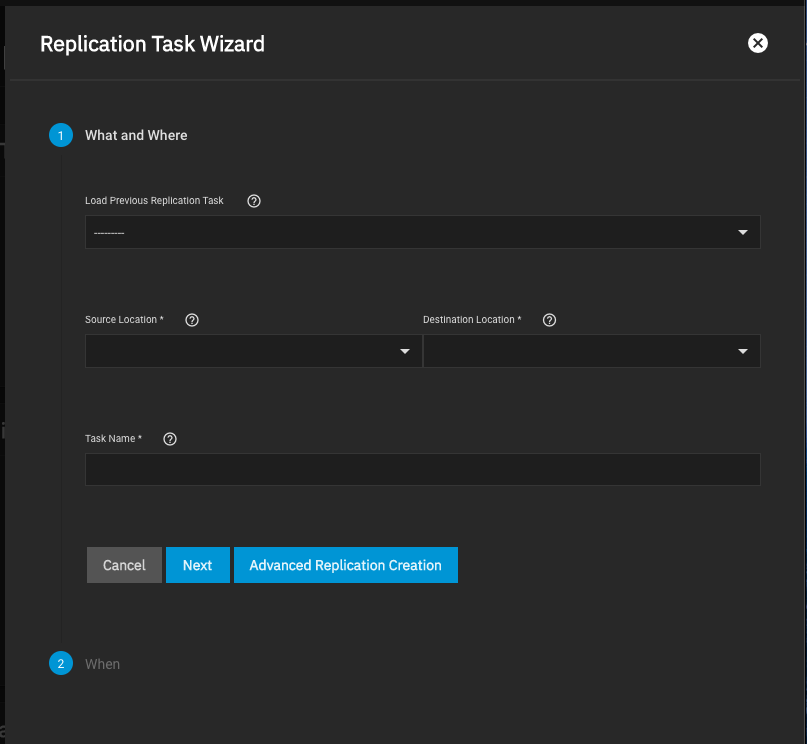 Replication Task Wizard
1 What and Where
Load Previous Replication Task
---------
Source Location * Destination Location *
Task Name *
Cancel Next Advanced Replication Creation
2 When